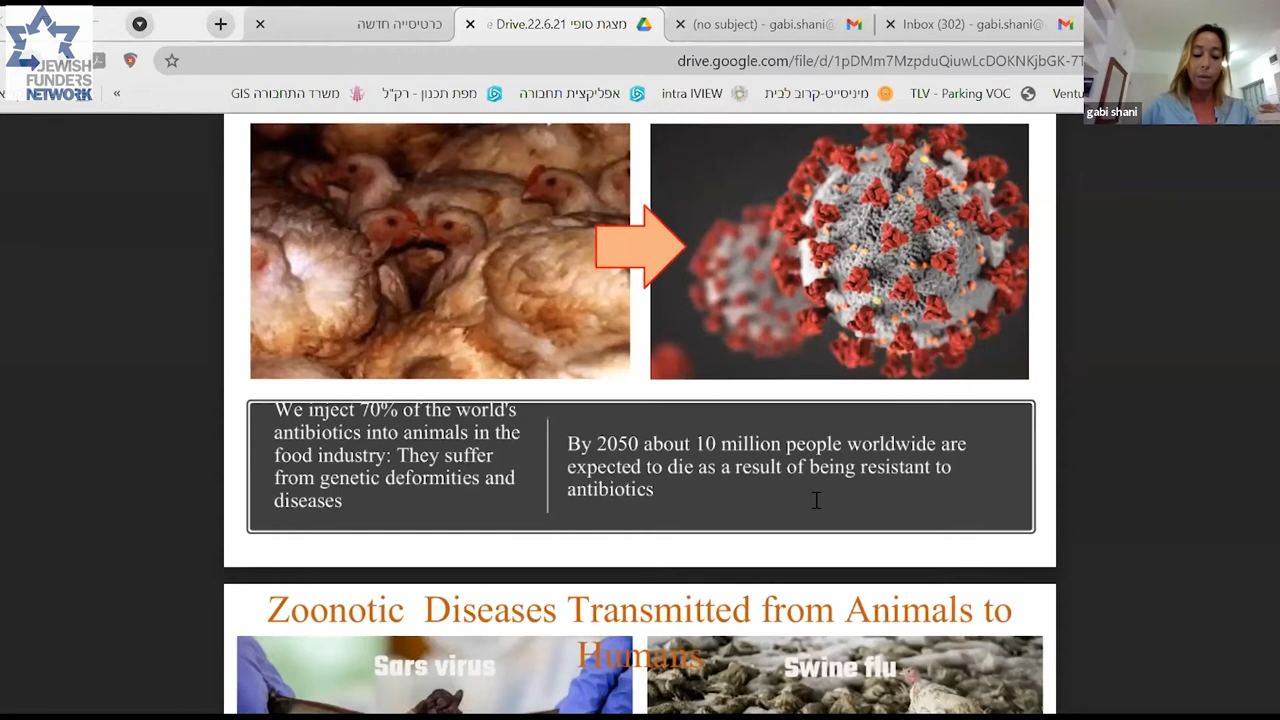 כרטיסייה חדשה
מצגת סופי 22.6.21.Drive
(no subject) - gabi.shani@
Inbox (302) - gabi.shani@
JEWISH
FUNDERS
NETWORK
drive.google.com/file/d/1pDMm7MzpduQiuwLcDOKNKjbGK-7T
«
משרד התחבורה GIS
מפת תכנון - רק"ל
אפליקצית תחבורה
intra IVIEW
מיניסייט-קרוב לבית
TLV - Parking VOC
Ventu
gabi shani
We inject 70% of the world's
antibiotics into animals in the
food industry: They suffer
from genetic deformities and
diseases
By 2050 about 10 million people worldwide are
expected to die as a result of being resistant to
antibiotics
Zoonotic Diseases Transmitted from Animals to
Humans
Sars virus
Swine flu